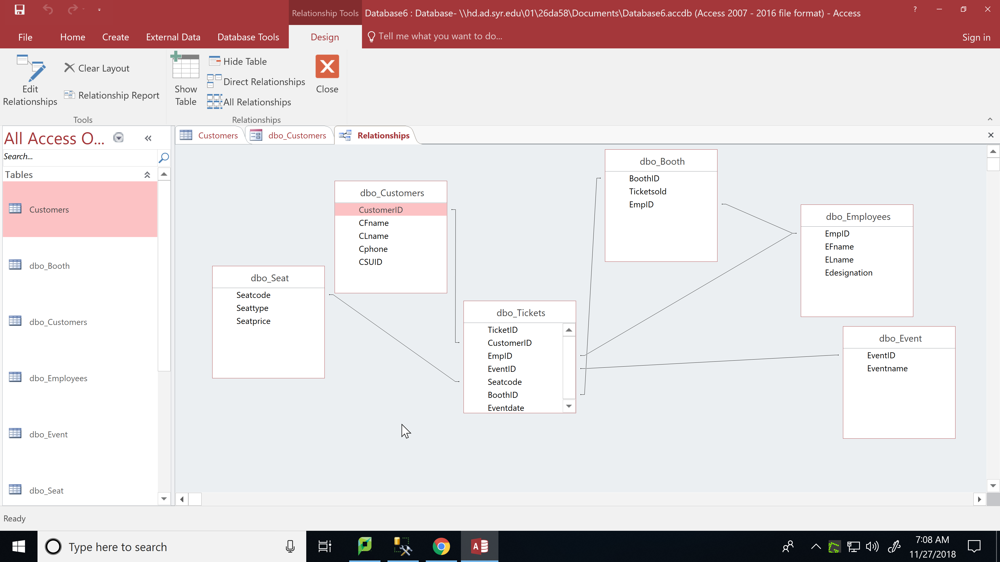 Relationship Tools
Database6 : Database- \\hd.ad.syr.edu\01\26da58\Documents\Database6.accdb (Access 2007 - 2016 file format) - Access
?
File
Home
Create
External Data
Database Tools
Design
Tell me what you want to do...
Sign in
Edit
Relationships
Clear Layout
Relationship Report
Tools
Show
Table
Hide Table
Direct Relationships
All Relationships
Close
Relationships
All Access O...
Search...
Tables
Customers
dbo_Booth
dbo_Customers
dbo_Employees
dbo_Event
dbo_Seat
Customers
dbo_Customers
Relationships
dbo_Seat
Seatcode
Seattype
Seatprice
dbo_Customers
CustomerID
CFname
CLname
Cphone
CSUID
dbo_Tickets
TicketID
CustomerID
EmpID
EventID
Seatcode
BoothID
Eventdate
dbo_Booth
BoothID
Ticketsold
EmpID
dbo_Employees
EmpID
EFname
ELname
Edesignation
dbo_Event
EventID
Eventname
Ready
Type here to search
A
7:08 AM
11/27/2018